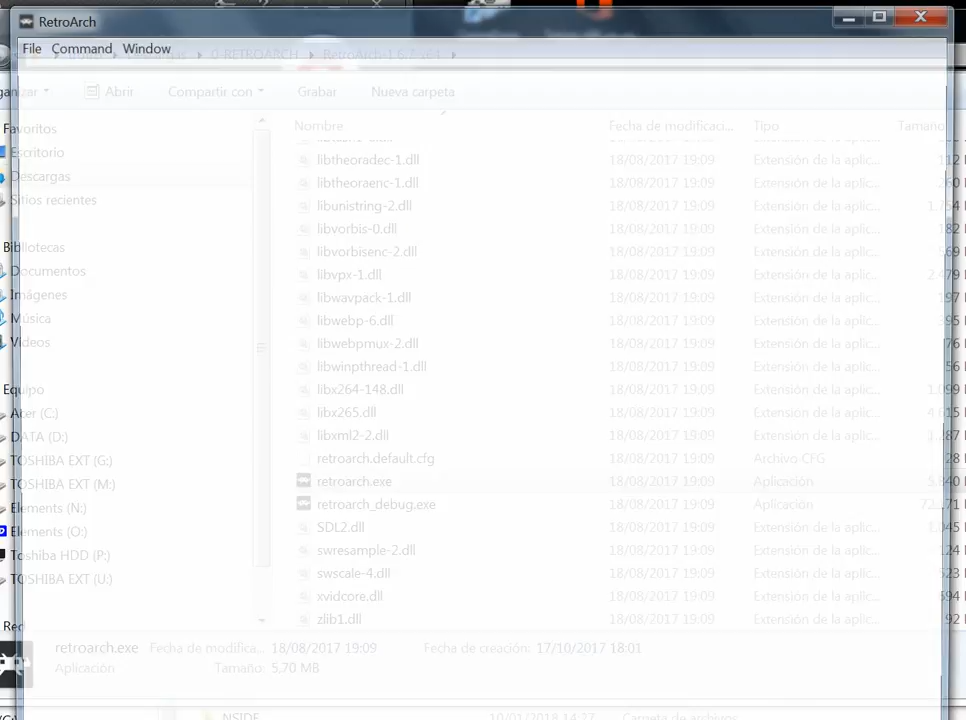 RetroArch
File Command Window
Descargas 0-RETROARCH RetroArch-1.6.7-x64
Abrir Compartir con Grabar Nueva carpeta
Nombre Fecha de modificaci... Tipo Tamaño
Favoritos
Escritorio
Descargas
Sitios recientes
Bibliotecas
Documentos
Imágenes
Música
Vídeos
Equipo
Acer (C:)
DATA (D:)
TOSHIBA EXT (G:)
TOSHIBA EXT (M:)
Elements (N:)
Elements (O:)
Toshiba HDD (P:)
TOSHIBA EXT (U:)
Red
libtheoradec-1.dll 18/08/2017 19:09 Extensión de la aplic...
libtheoraenc-1.dll 18/08/2017 19:09 Extensión de la aplic...
libunistring-2.dll 18/08/2017 19:09 Extensión de la aplic...
libvorbis-0.dll 18/08/2017 19:09 Extensión de la aplic...
libvorbisenc-2.dll 18/08/2017 19:09 Extensión de la aplic...
libvpx-1.dll 18/08/2017 19:09 Extensión de la aplic...
libwavpack-1.dll 18/08/2017 19:09 Extensión de la aplic...
libwebp-6.dll 18/08/2017 19:09 Extensión de la aplic...
libwebpmux-2.dll 18/08/2017 19:09 Extensión de la aplic...
libwinpthread-1.dll 18/08/2017 19:09 Extensión de la aplic...
libx264-148.dll 18/08/2017 19:09 Extensión de la aplic...
libx265.dll 18/08/2017 19:09 Extensión de la aplic...
libxml2-2.dll 18/08/2017 19:09 Extensión de la aplic...
retroarch.default.cfg 18/08/2017 19:09 Archivo CFG
retroarch.exe 18/08/2017 19:09 Aplicación
retroarch_debug.exe 18/08/2017 19:09 Aplicación
SDL2.dll 18/08/2017 19:09 Extensión de la aplic...
swresample-2.dll 18/08/2017 19:09 Extensión de la aplic...
swscale-4.dll 18/08/2017 19:09 Extensión de la aplic...
xvidcore.dll 18/08/2017 19:09 Extensión de la aplic...
zlib1.dll 18/08/2017 19:09 Extensión de la aplic...
retroarch.exe Fecha de modifica... 18/08/2017 19:09 Fecha de creación: 17/10/2017 18:01
Aplicación Tamaño: 5.70 MB
INSIDE 10/01/2018 14:27 Carpeta de archivos